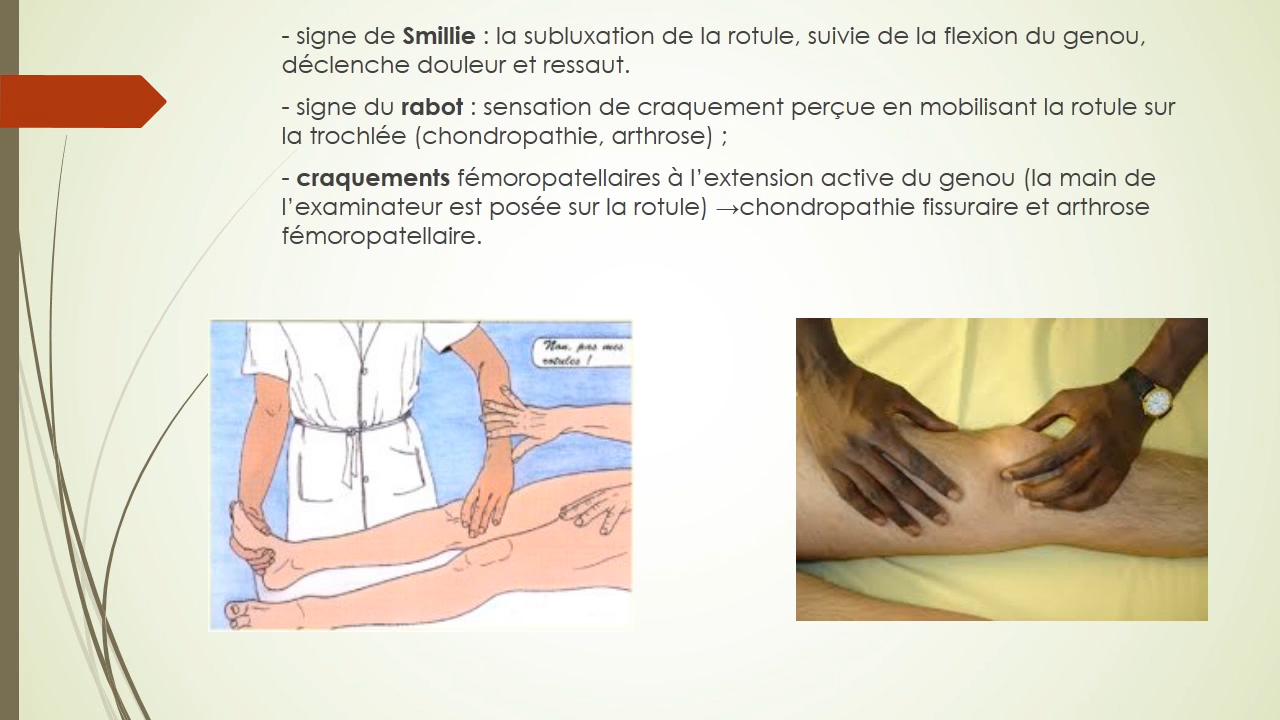 - signe de Smillie : la subluxation de la rotule, suivie de la flexion du genou,
déclenche douleur et ressaut.
- signe du rabot : sensation de craquement perçue en mobilisant la rotule sur
la trochlée (chondropathie, arthrose) ;
- craquements fémoropatellaires à l’extension active du genou (la main de
l’examinateur est posée sur la rotule) →chondropathie fissuraire et arthrose
fémoropatellaire.
Non, pas mes
rotules !